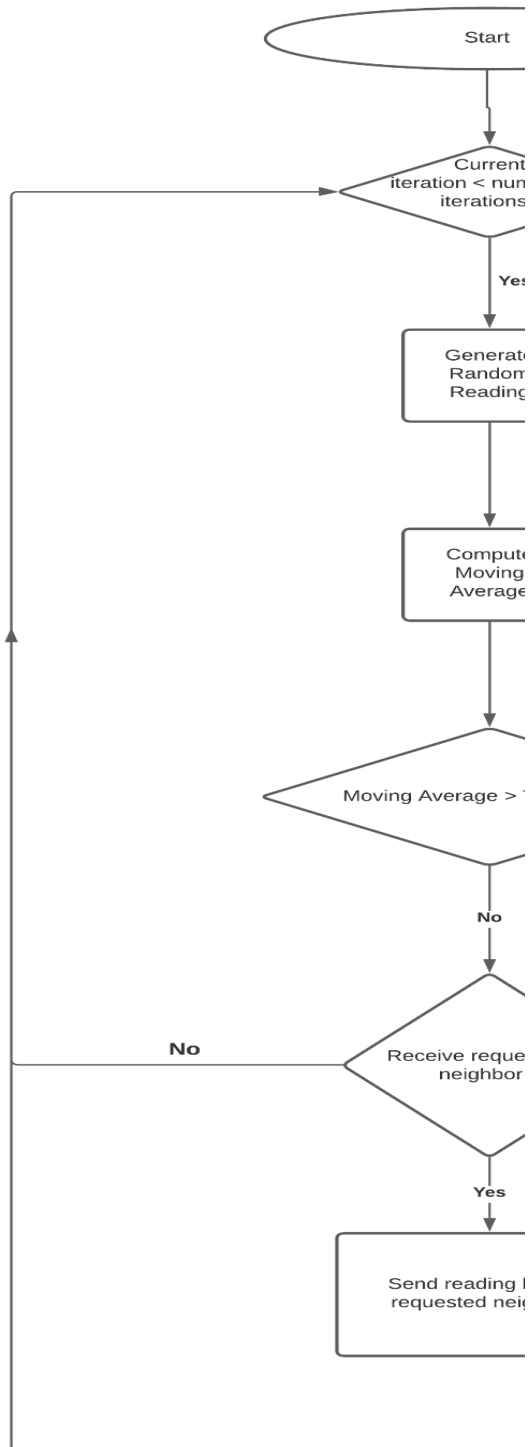 Start
Current
iteration < num
iterations
Yes
Generate
Random
Reading
Compute
Moving
Average
Moving Average >
No
No
Receive reque
neighbor
Yes
Send reading
requested neig